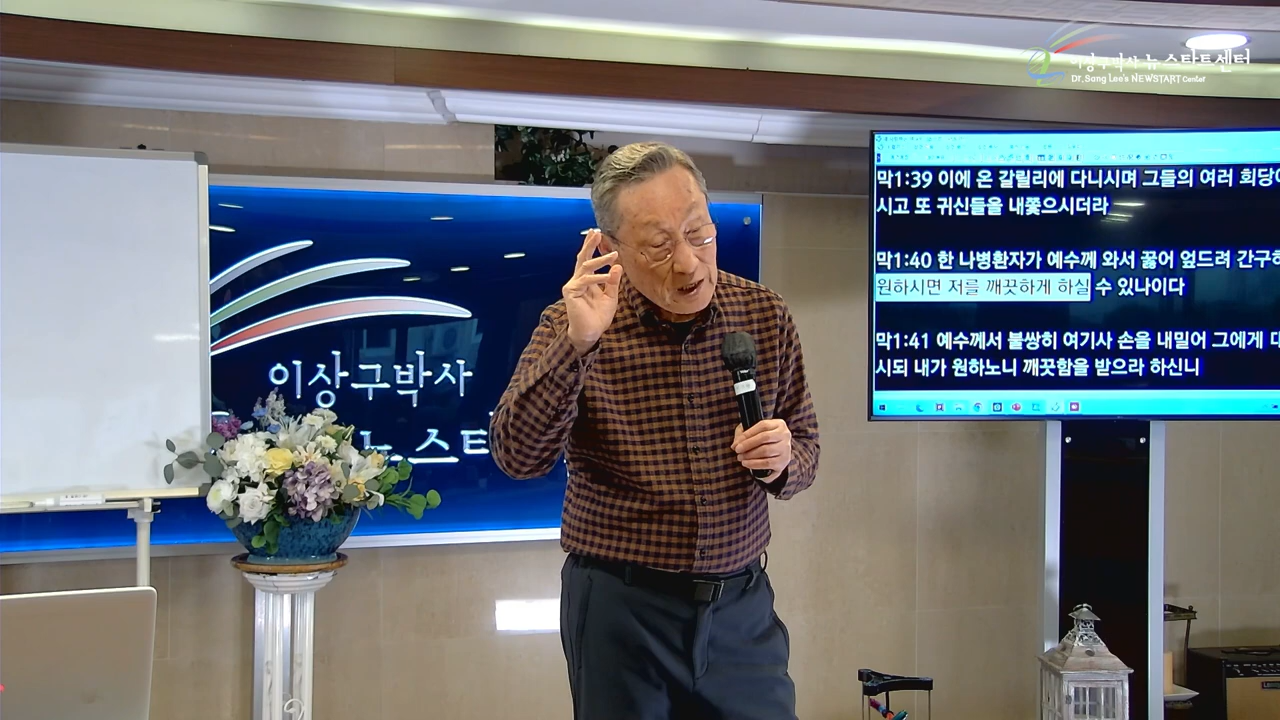 이상구박사 뉴스타트센터
Dr. Sang Lee's NEWSTART Center
막1:39 이에 온 갈릴리에 다니시며 그들의 여러 회당에
시고 또 귀신들을 내쫓으시더라
막1:40 한 나병환자가 예수께 와서 꿇어 엎드려 간구하
원하시면 저를 깨끗하게 하실 수 있나이다
막1:41 예수께서 불쌍히 여기사 손을 내밀어 그에게 대
시되 내가 원하노니 깨끗함을 받으라 하신니
이상구박사
뉴스타